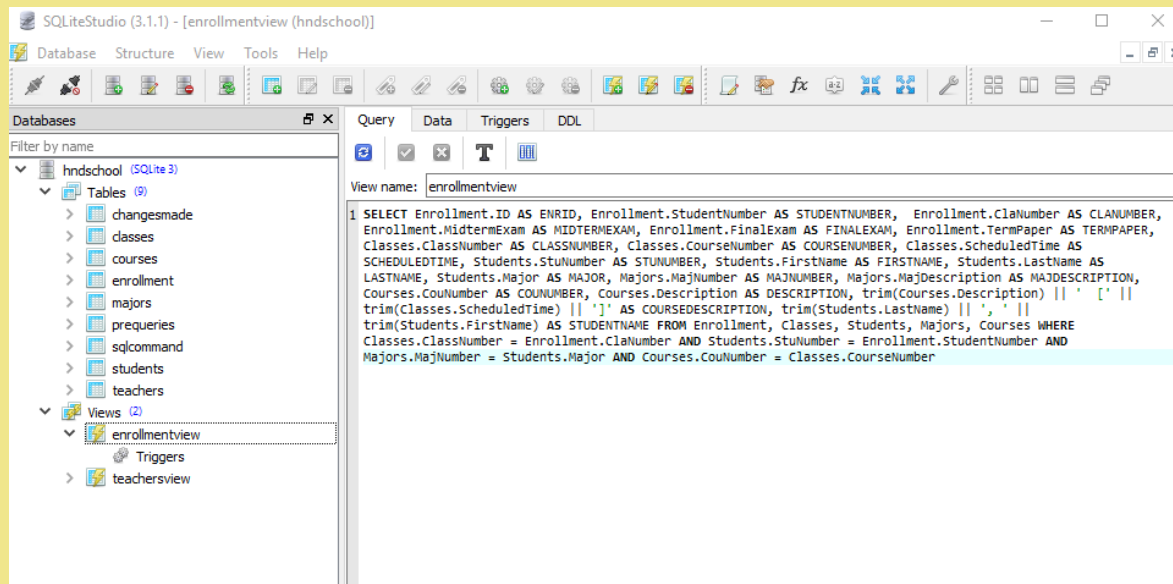 SQLiteStudio (3.1.1) - [enrollmentview (hndschool)]
Database Structure View Tools Help
Databases
Filter by name
hndschool (SQLite 3)
Tables (9)
changesmade
classes
courses
enrollment
majors
prequeries
sqlcommand
students
teachers
Views (2)
enrollmentview
Triggers
teachersview
Query Data Triggers DDL
View name: enrollmentview
1 SELECT Enrollment.ID AS ENRID, Enrollment.StudentNumber AS STUDENTNUMBER,  Enrollment.ClaNumber AS CLANUMBER,
Enrollment.MidtermExam AS MIDTERMEXAM, Enrollment.FinalExam AS FINALEXAM, Enrollment.TermPaper AS TERMPAPER,
Classes.ClassNumber AS CLASSNUMBER, Classes.CourseNumber AS COURSENUMBER, Classes.ScheduledTime AS
SCHEDULEDTIME, Students.StuNumber AS STUNUMBER, Students.FirstName AS FIRSTNAME, Students.LastName AS
LASTNAME, Students.Major AS MAJOR, Majors.MajNumber AS MAJNUMBER, Majors.MajDescription AS MAJDESCRIPTION,
Courses.CouNumber AS COUNUMBER, Courses.Description AS DESCRIPTION, trim(Courses.Description) || '  [' ||
trim(Classes.ScheduledTime) || ']' AS COURSEDESCRIPTION, trim(Students.LastName) || ', ' ||
trim(Students.FirstName) AS STUDENTNAME FROM Enrollment, Classes, Students, Majors, Courses WHERE
Classes.ClassNumber = Enrollment.ClaNumber AND Students.StuNumber = Enrollment.StudentNumber AND
Majors.MajNumber = Students.Major AND Courses.CouNumber = Classes.CourseNumber